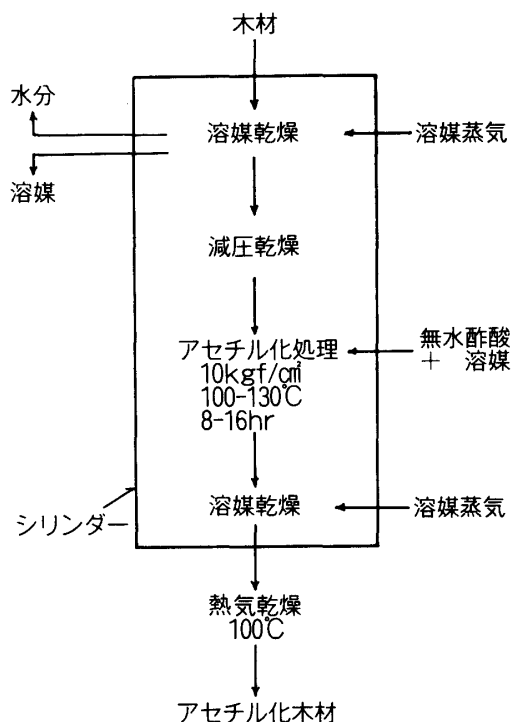 木材
水分
溶媒乾燥
溶媒蒸気
溶媒
減圧乾燥
アセチル化処理
10kgf/c㎡
100-130℃
8-16hr
無水酢酸
+ 溶媒
溶媒乾燥
溶媒蒸気
シリンダー
熱気乾燥
100℃
アセチル化木材